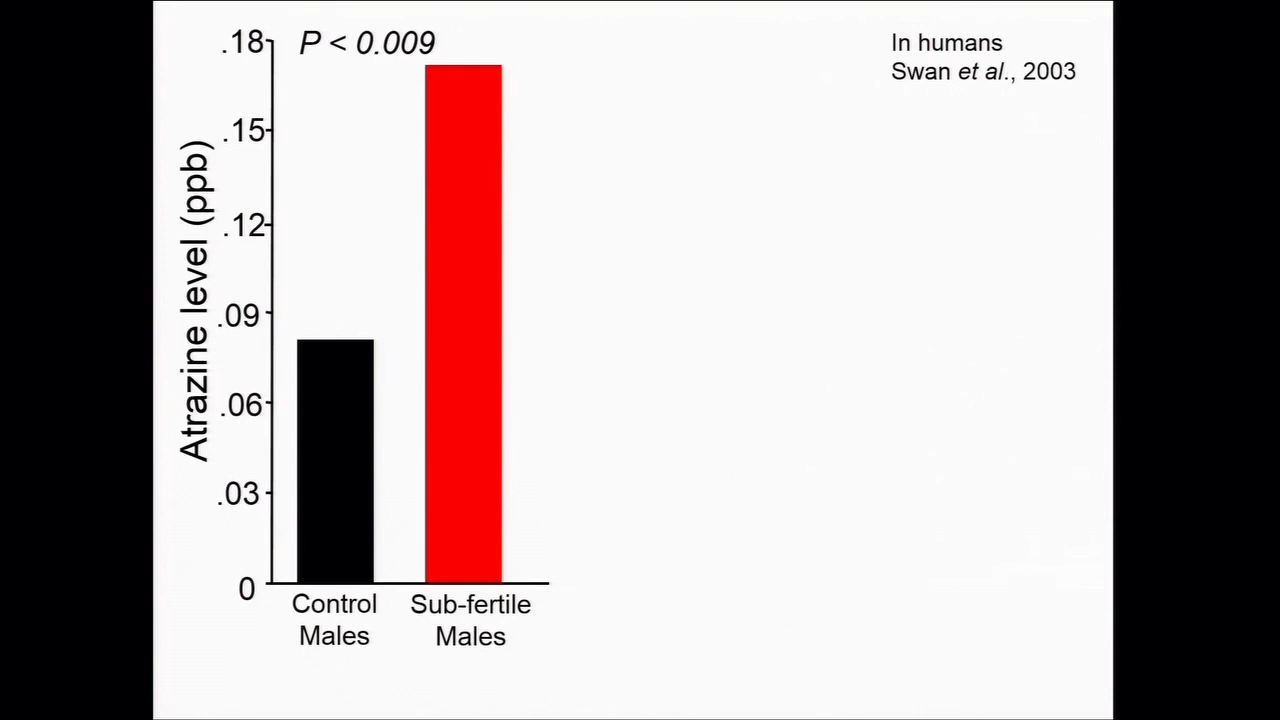 P < 0.009
In humans
Swan et al., 2003
Atrazine level (ppb)
.18
.15
.12
.09
.06
.03
0
Control
Males
Sub-fertile
Males